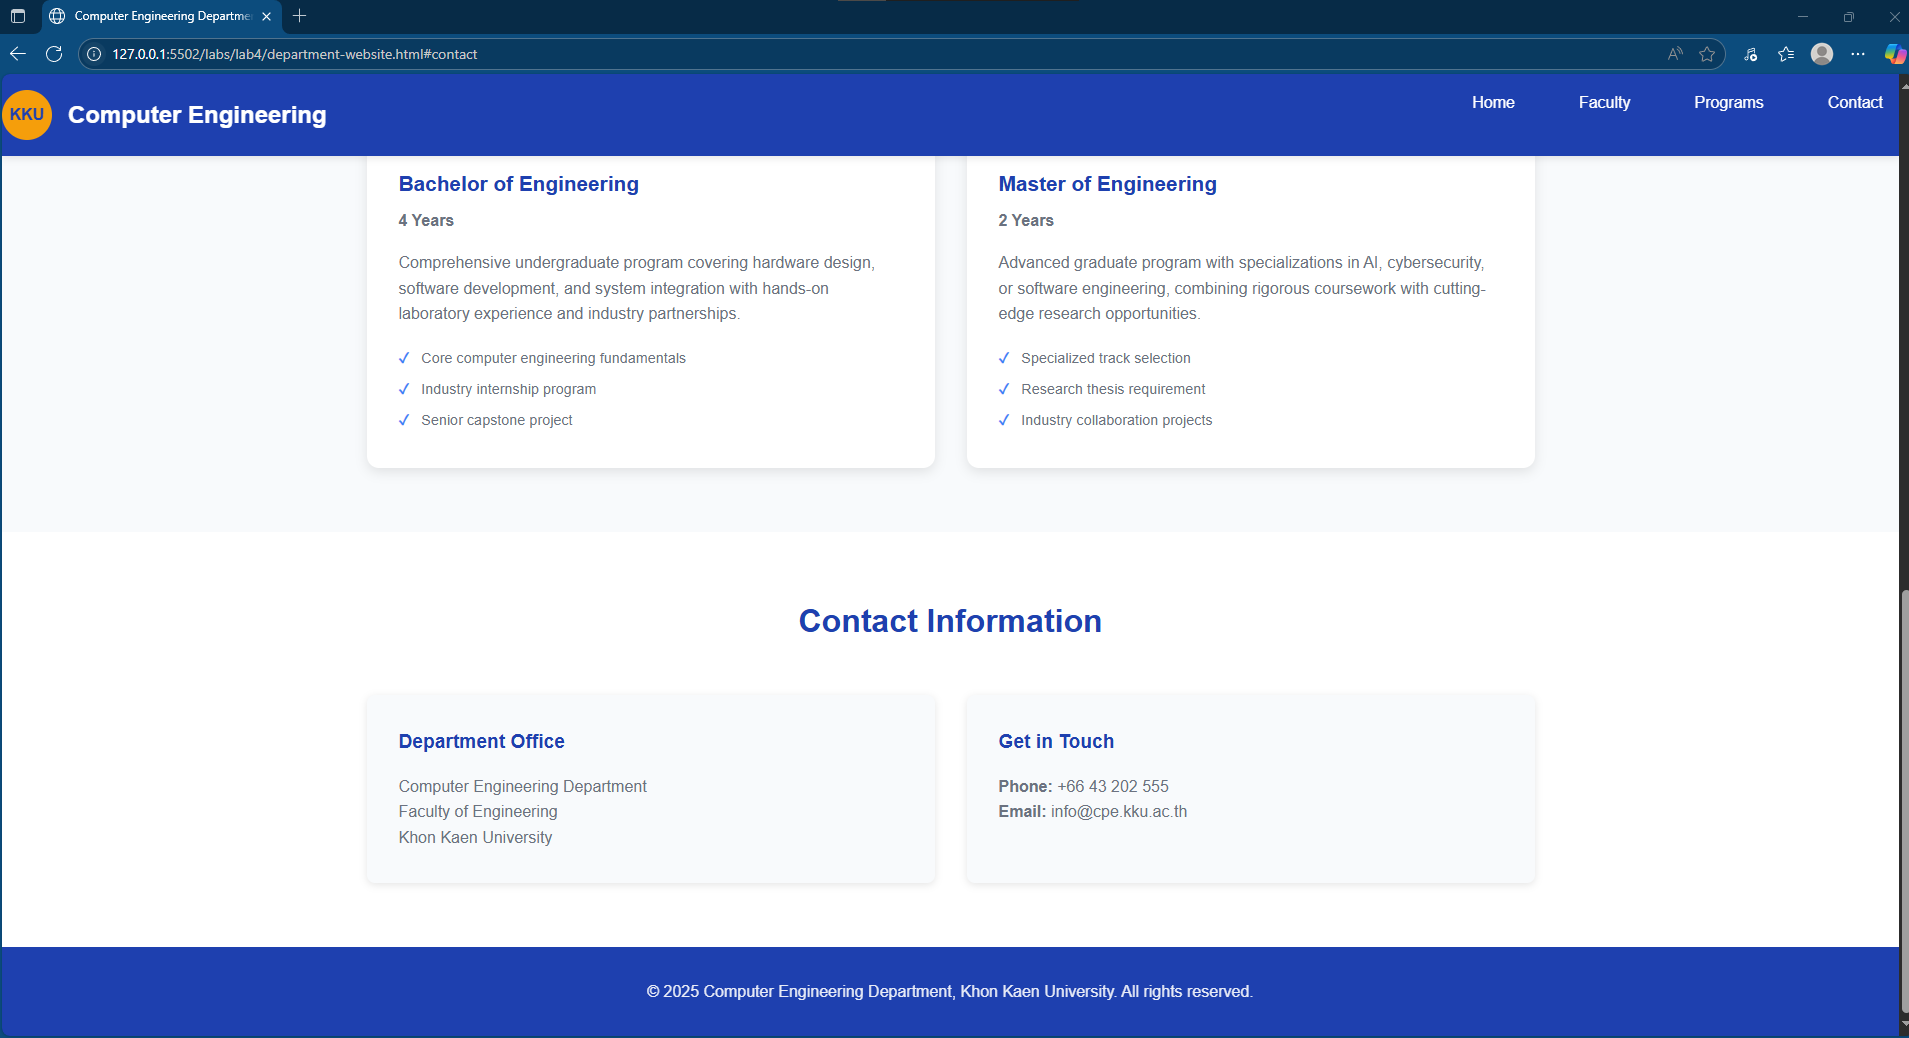 Computer Engineering Departme
127.0.0.1:5502/labs/lab4/department-website.html#contact
KKU
Computer Engineering
Home
Faculty
Programs
Contact
Bachelor of Engineering
4 Years
Comprehensive undergraduate program covering hardware design,
software development, and system integration with hands-on
laboratory experience and industry partnerships.
✓ Core computer engineering fundamentals
✓ Industry internship program
✓ Senior capstone project
Master of Engineering
2 Years
Advanced graduate program with specializations in AI, cybersecurity,
or software engineering, combining rigorous coursework with cutting-
edge research opportunities.
✓ Specialized track selection
✓ Research thesis requirement
✓ Industry collaboration projects
Contact Information
Department Office
Computer Engineering Department
Faculty of Engineering
Khon Kaen University
Get in Touch
Phone: +66 43 202 555
Email: info@cpe.kku.ac.th
© 2025 Computer Engineering Department, Khon Kaen University. All rights reserved.